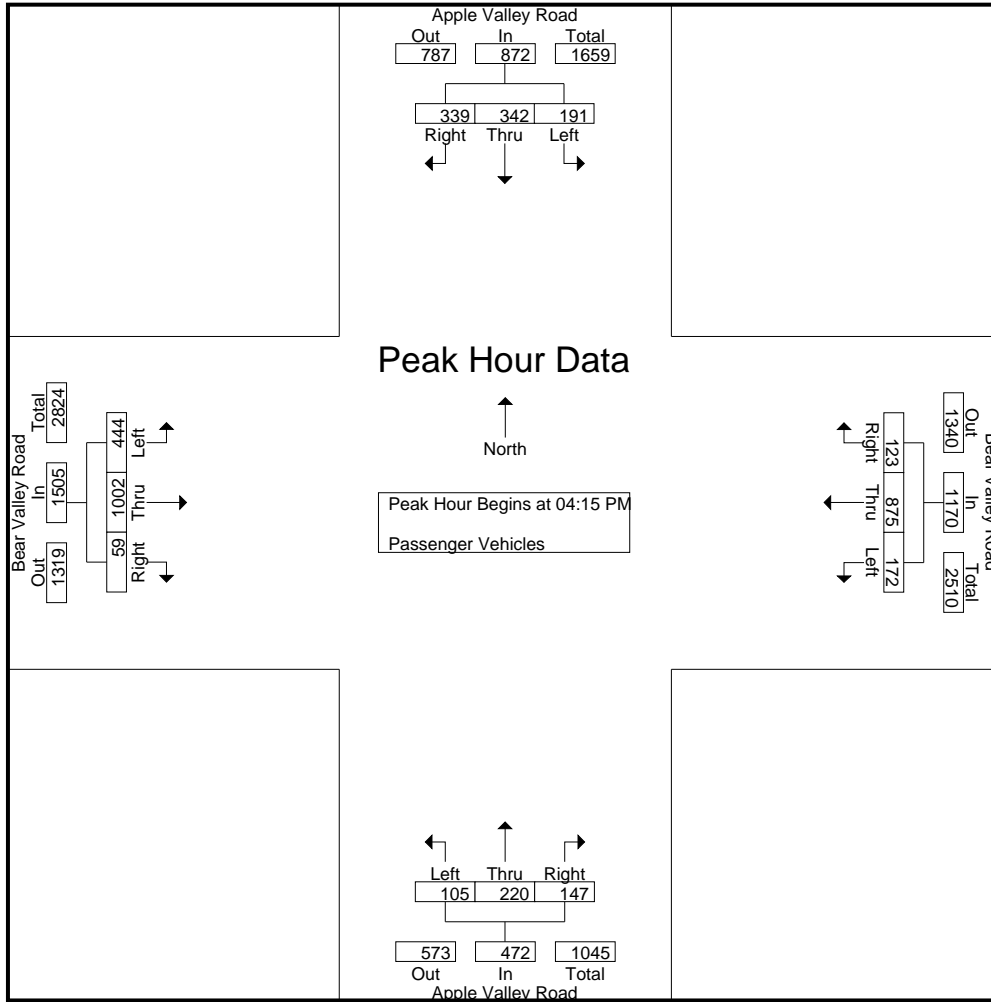 Apple Valley Road
Out In Total
787 872 1659
339 342 191
Right Thru Left
Peak Hour Data
North
Peak Hour Begins at 04:15 PM
Passenger Vehicles
Bear Valley Road
Total In Out
2824 1505 1319
444 1002 59
Left Thru Right
Bear Valley Road
Out In Total
1340 1170 2510
123 875 172
Right Thru Left
Left Thru Right
105 220 147
573 472 1045
Out In Total
Apple Valley Road